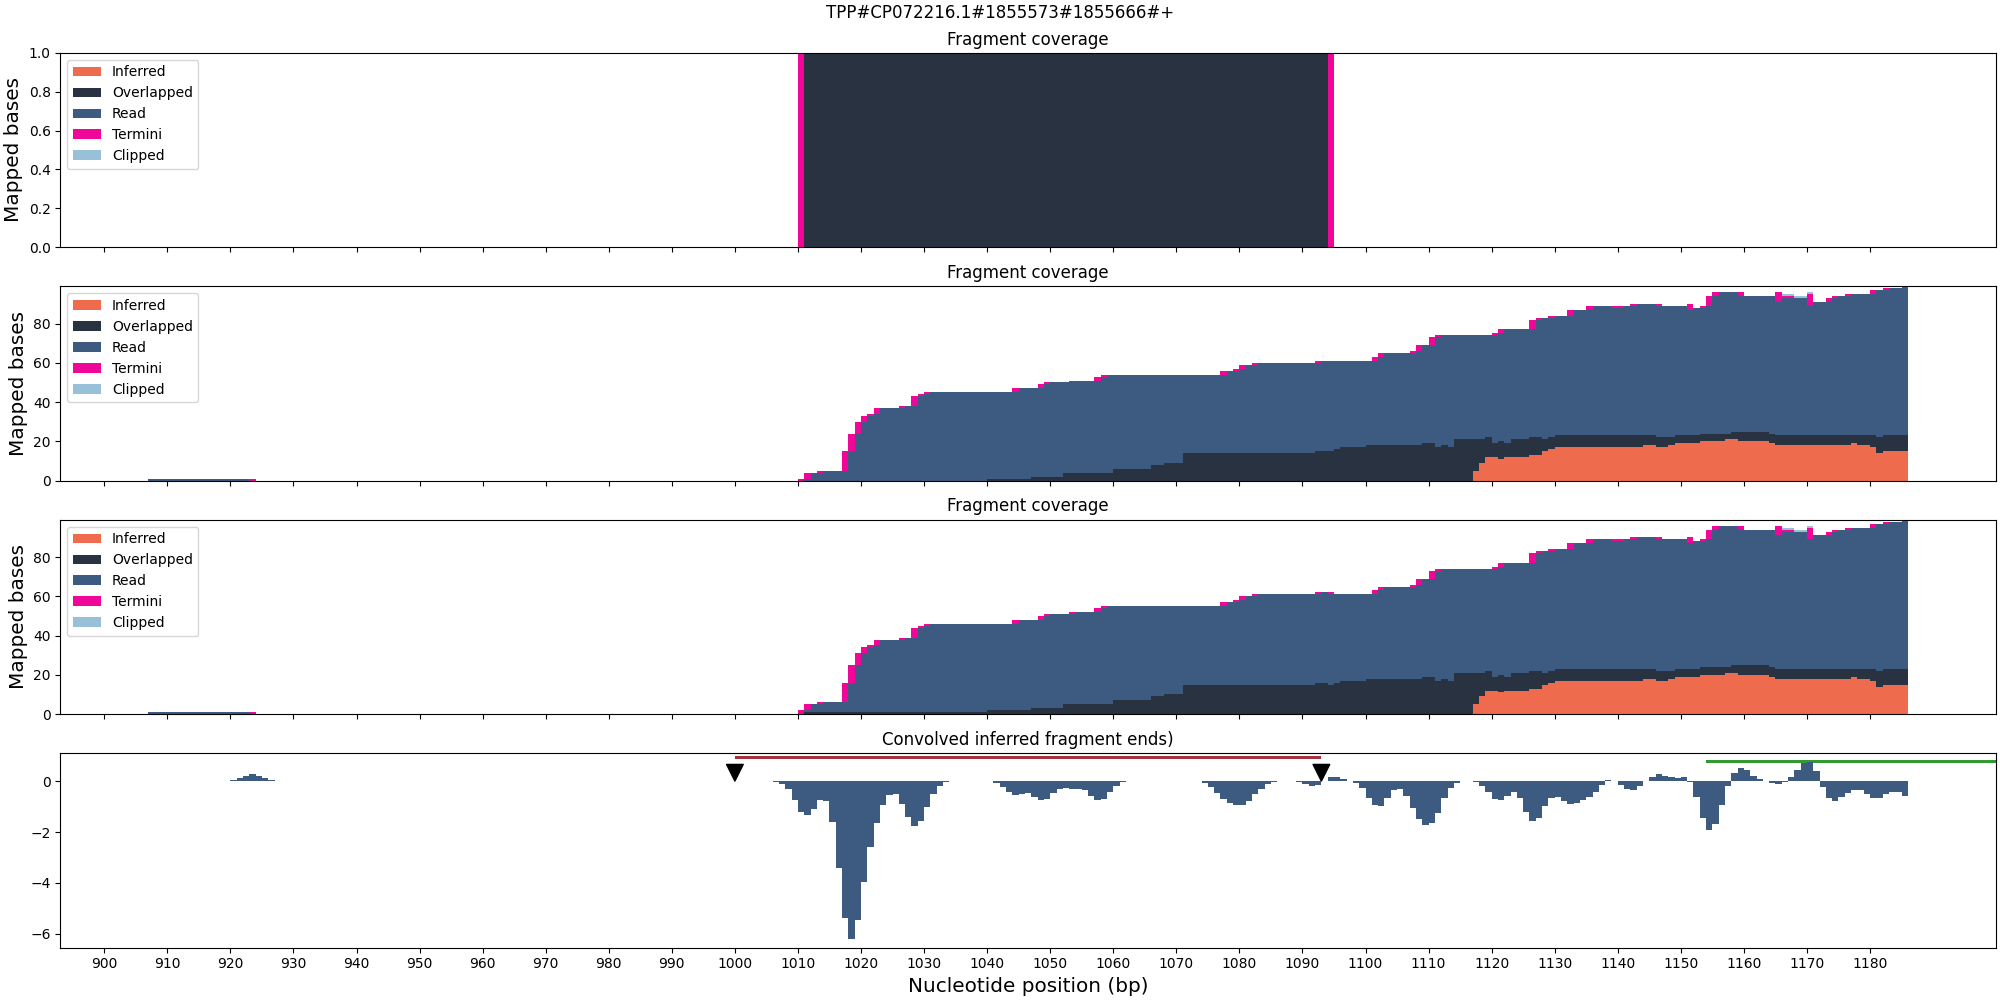 TPP#CP072216.1#1855573#1855666#+
Fragment coverage
Mapped bases
1.0
0.8
0.6
0.4
0.2
0.0
Inferred
Overlapped
Read
Termini
Clipped
Fragment coverage
Mapped bases
80
60
40
20
0
Inferred
Overlapped
Read
Termini
Clipped
Fragment coverage
Mapped bases
80
60
40
20
0
Inferred
Overlapped
Read
Termini
Clipped
Convolved inferred fragment ends)
0
−2
−4
−6
900 910 920 930 940 950 960 970 980 990 1000 1010 1020 1030 1040 1050 1060 1070 1080 1090 1100 1110 1120 1130 1140 1150 1160 1170 1180
Nucleotide position (bp)